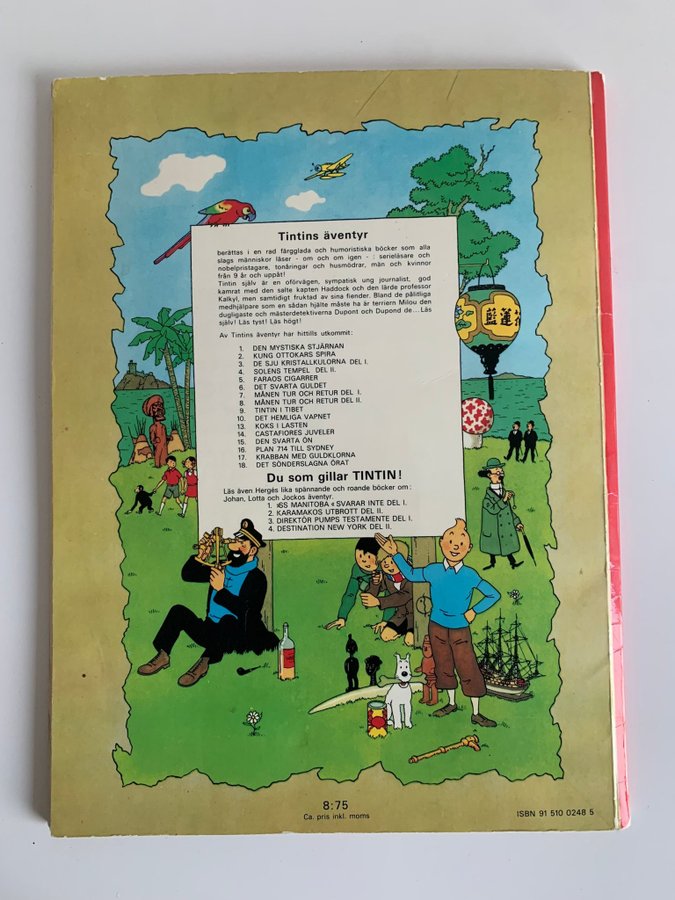 Tintins äventyr
berättas i en rad färgglada och humoristiska böcker som alla
slags människor läser - om och om igen - : serieläsare och
nobelpristagare, tonåringar och husmödrar, män och kvinnor
från 9 år och uppåt!
Tintin själv är en oförvägen, sympatisk ung journalist, god
kamrat med den salte kapten Haddock och den lärde professor
Kalkyl, men samtidigt fruktad av sina fiender. Bland de pålitliga
medhjälpare som en sådan hjälte måste ha är terriern Milou den
dugligaste och mästerdetektiverna Dupont och Dupond de... Läs
själv! Läs tyst! Läs högt!
Av Tintins äventyr har hittills utkommit:
1. DEN MYSTISKA STJÄRNAN
2. KUNG OTTOKARS SPIRA
3. DE SJU KRISTALLKULORNA DEL I.
4. SOLENS TEMPEL DEL II.
5. FARAOS CIGARRER
6. DET SVARTA GULDET
7. MÅNEN TUR OCH RETUR DEL I.
8. MÅNEN TUR OCH RETUR DEL II.
9. TINTIN I TIBET
10. DET HEMLIGA VAPNET
13. KOKS I LASTEN
14. CASTAFIORES JUVELER
15. DEN SVARTA ÖN
16. PLAN 714 TILL SYDNEY
17. KRABBAN MED GULDKLORNA
18. DET SÖNDERSLAGNA ÖRAT
Du som gillar TINTIN!
Läs även Hergés lika spännande och roande böcker om:
Johan, Lotta och Jockos äventyr.
1. »SS MANITOBA« SVARAR INTE DEL I.
2. KARAMAKOS UTBROTT DEL II.
3. DIREKTÖR PUMPS TESTAMENTE DEL I.
4. DESTINATION NEW YORK DEL II.
藍蓮
8:75
Ca. pris inkl. moms
ISBN 91 510 0248 5